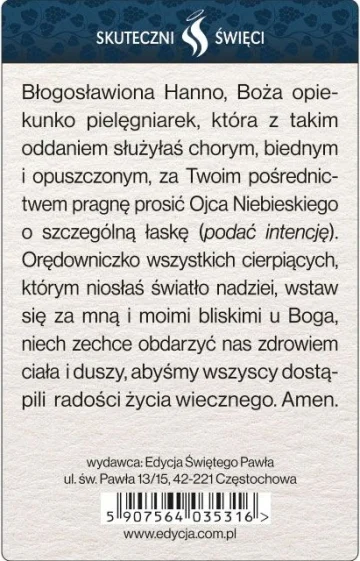 SKUTECZNI ŚWIĘCI
Błogosławiona Hanno, Boża opie-
kunko pielęgniarek, która z takim
oddaniem służyłaś chorym, biednym
i opuszczonym, za Twoim pośrednic-
twem pragnę prosić Ojca Niebieskiego
o szczególną łaskę (podać intencję).
Orędowniczko wszystkich cierpiących,
którym niosłaś światło nadziei, wstaw
się za mną i moimi bliskimi u Boga,
niech zechce obdarzyć nas zdrowiem
ciała i duszy, abyśmy wszyscy dostą-
pili radości życia wiecznego. Amen.
wydawca: Edycja Świętego Pawła
ul. św. Pawła 13/15, 42-221 Częstochowa
5 907564 035316 >
www.edycja.com.pl